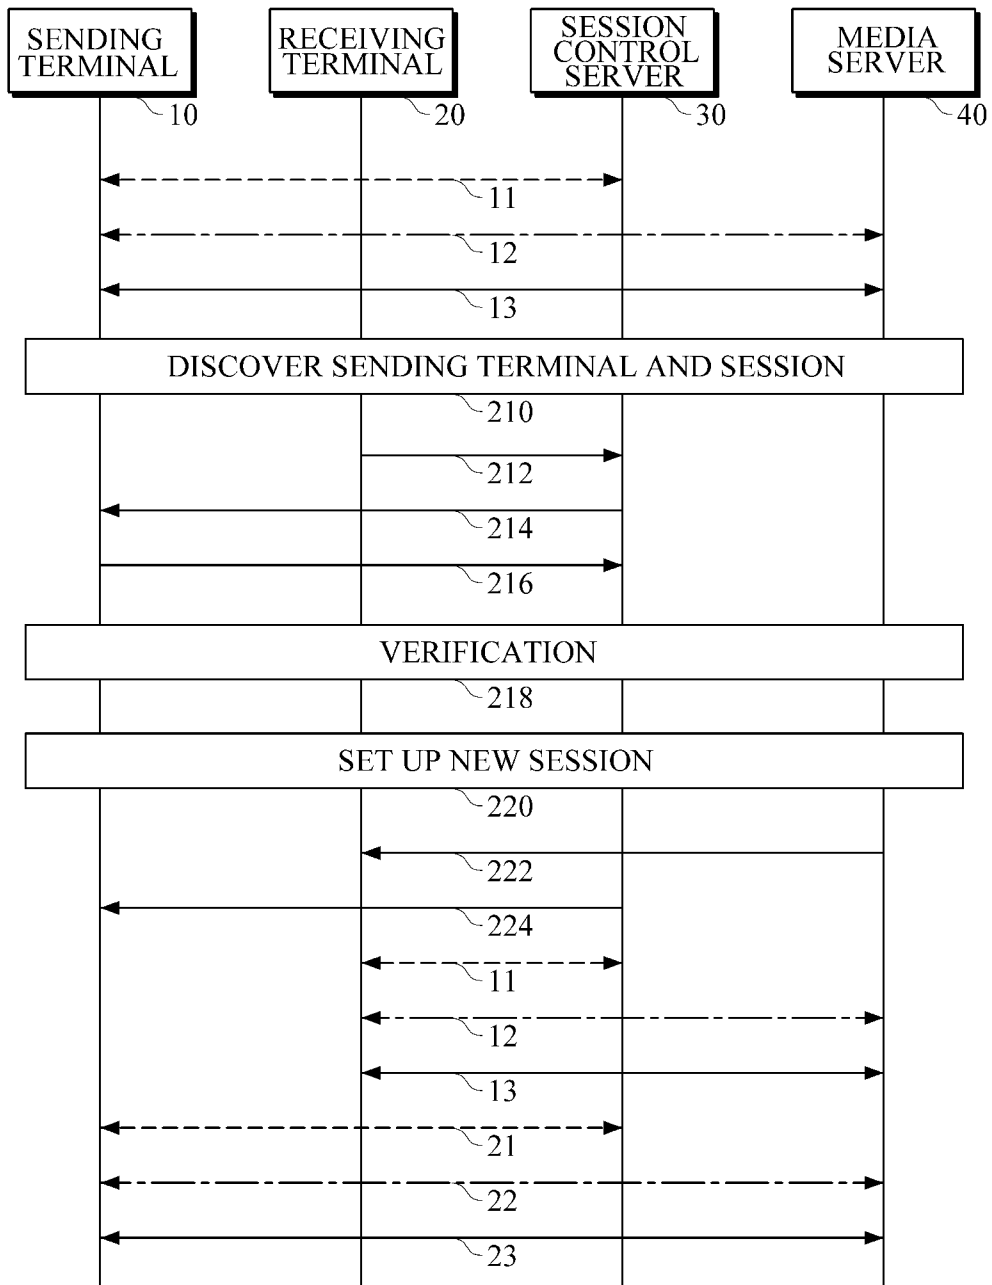 SENDING
TERMINAL
RECEIVING
TERMINAL
SESSION
CONTROL
SERVER
MEDIA
SERVER
10
20
30
40
11
12
13
DISCOVER SENDING TERMINAL AND SESSION
210
212
214
216
VERIFICATION
218
SET UP NEW SESSION
220
222
224
11
12
13
21
22
23